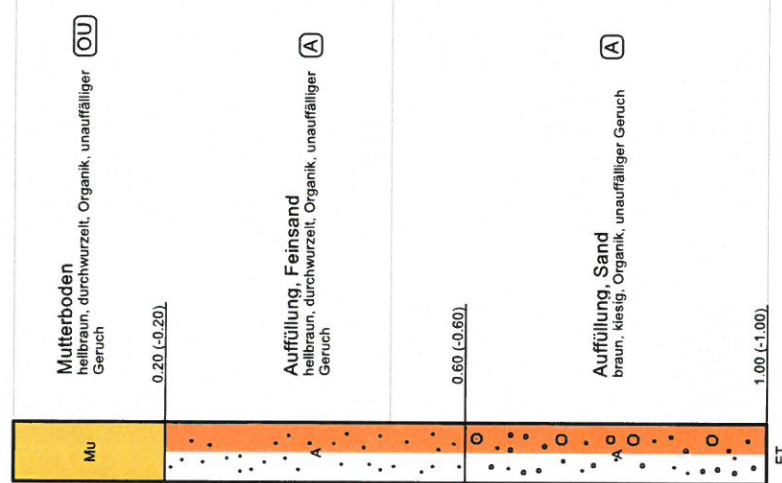 Mu
Mutterboden
hellbraun, durchwurzelt, Organik, unauffälliger
Geruch
OU
0.20 (-0.20)
A
Auffüllung, Feinsand
hellbraun, durchwurzelt, Organik, unauffälliger
Geruch
A
0.60 (-0.60)
A
Auffüllung, Sand
braun, kiesig, Organik, unauffälliger Geruch
A
1.00 (-1.00)
ET